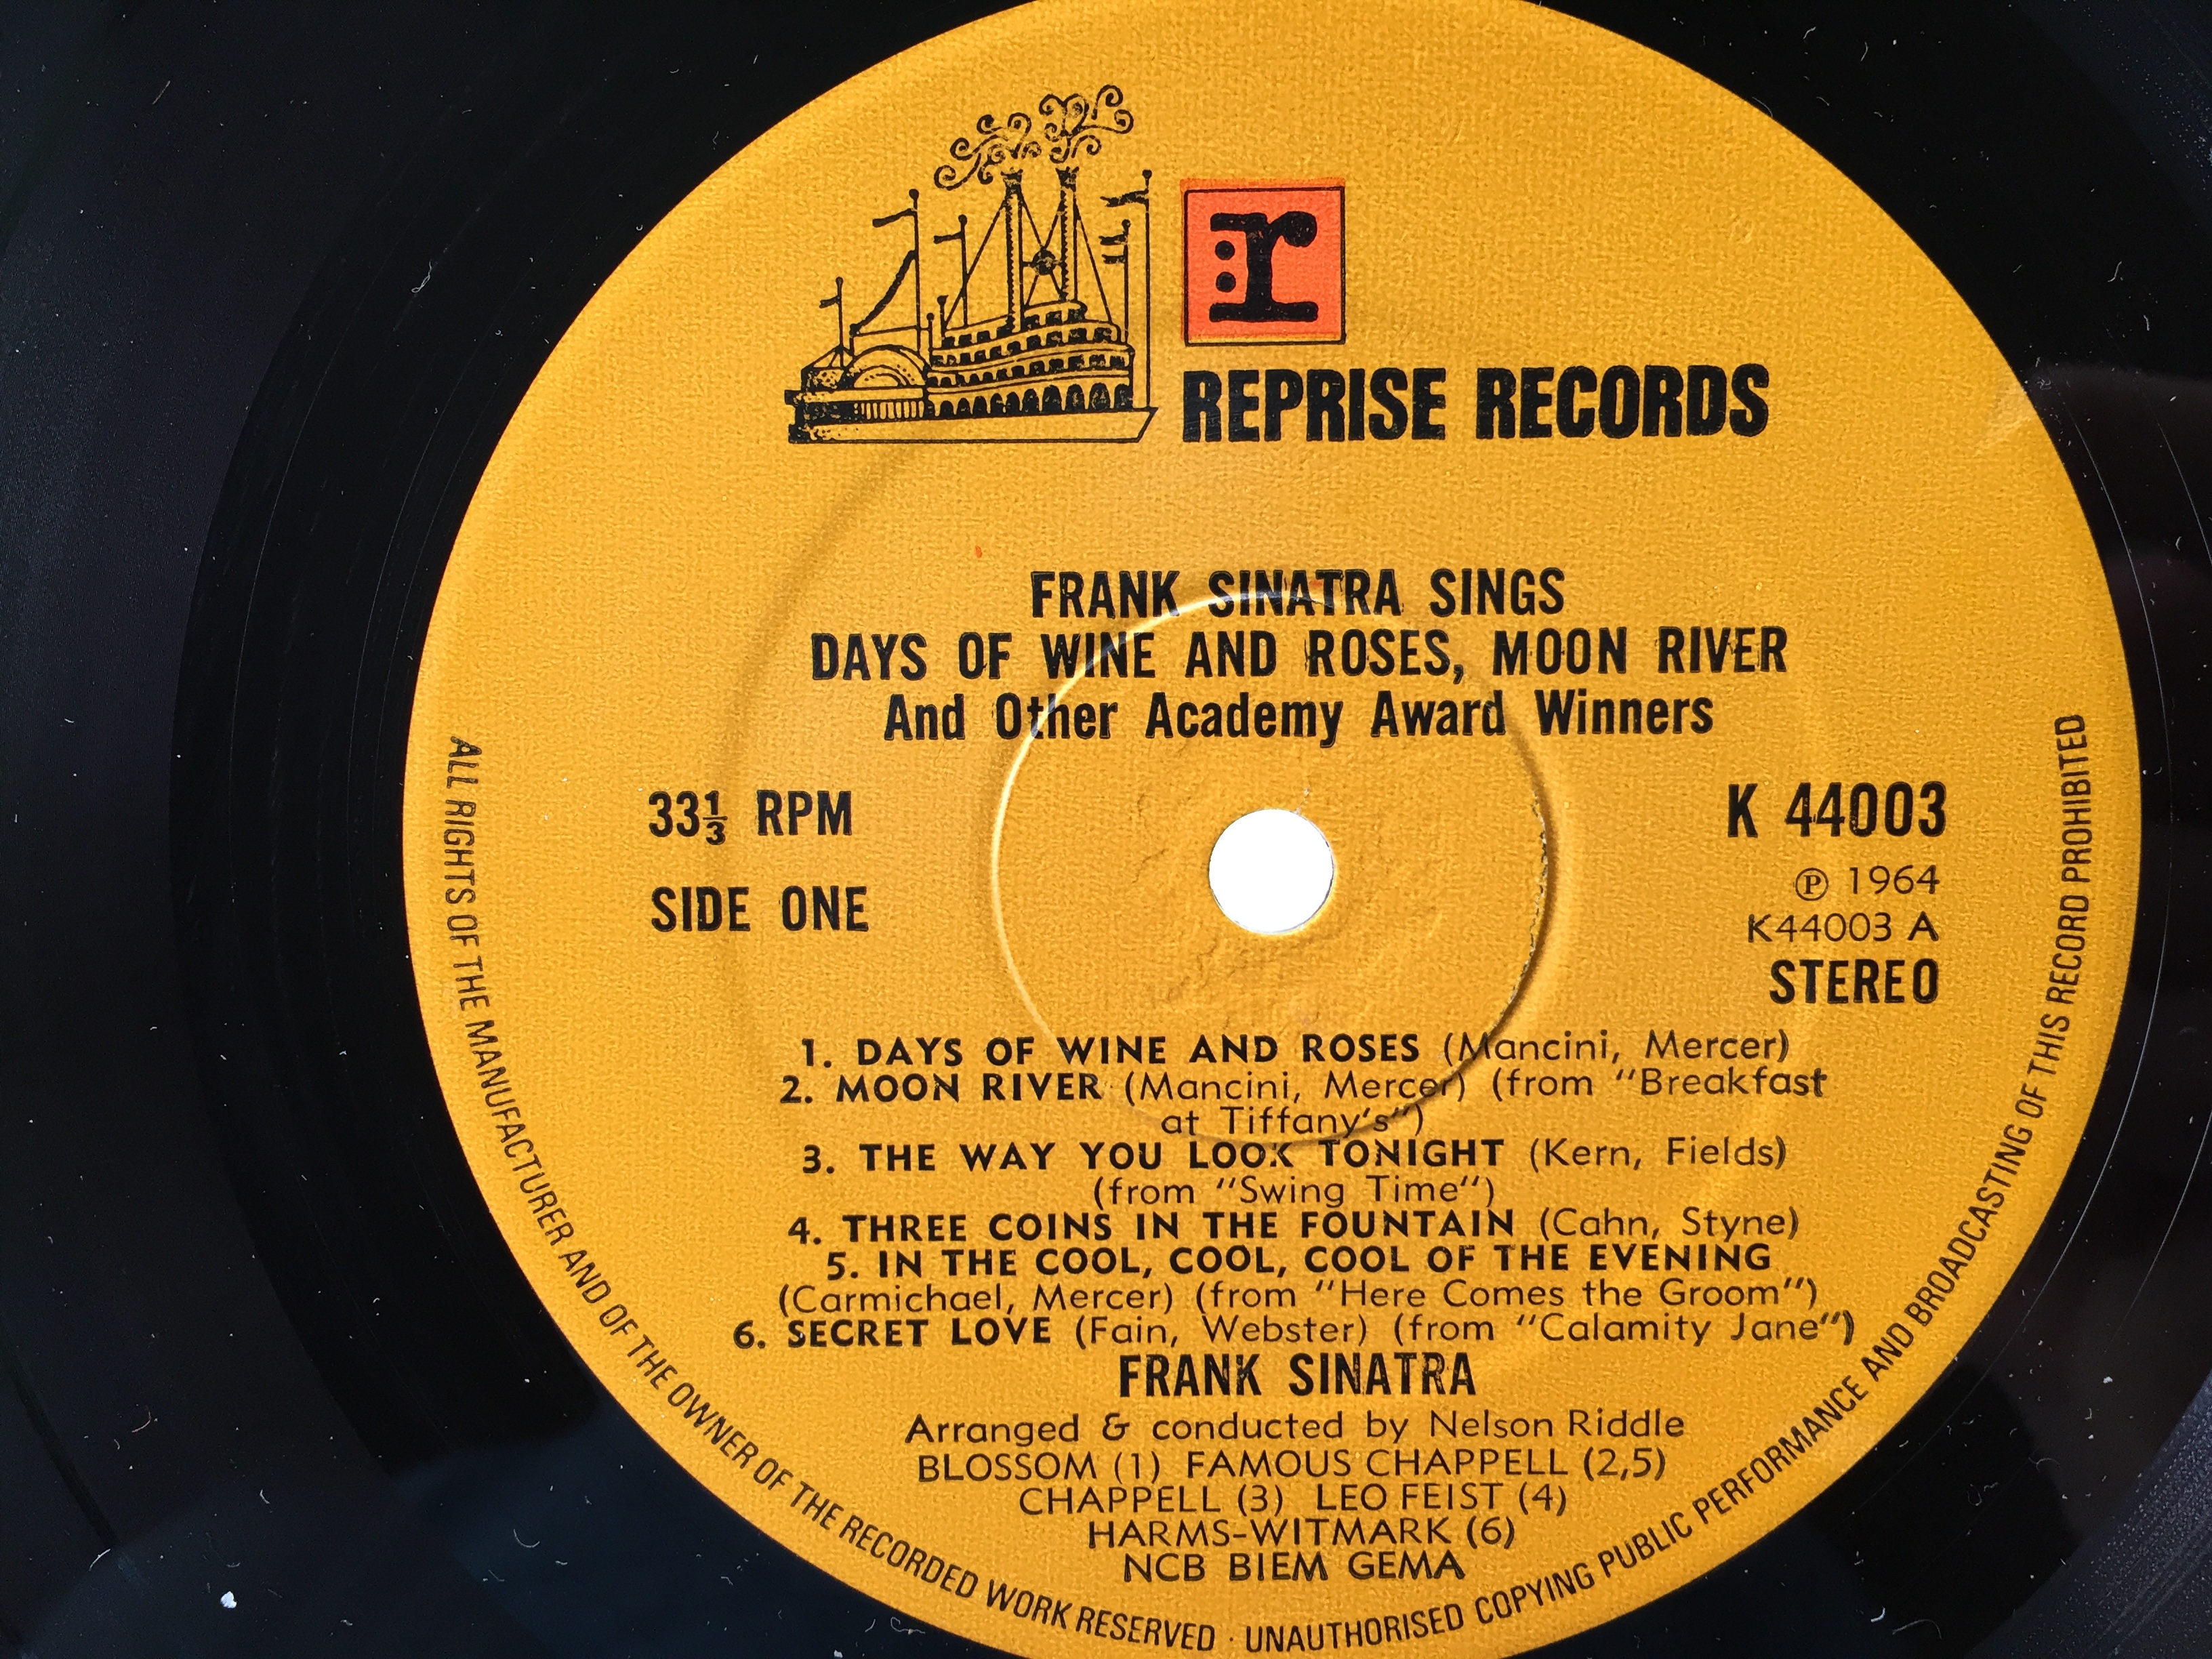 r
REPRISE RECORDS
FRANK SINATRA SINGS
DAYS OF WINE AND ROSES, MOON RIVER
And Other Academy Award Winners
33⅓ RPM
SIDE ONE
K 44003
℗ 1964
K44003 A
STEREO
1. DAYS OF WINE AND ROSES (Mancini, Mercer)
2. MOON RIVER (Mancini, Mercer) (from "Breakfast
at Tiffany's")
3. THE WAY YOU LOOK TONIGHT (Kern, Fields)
(from "Swing Time")
4. THREE COINS IN THE FOUNTAIN (Cahn, Styne)
5. IN THE COOL, COOL, COOL OF THE EVENING
(Carmichael, Mercer) (from "Here Comes the Groom")
6. SECRET LOVE (Fain, Webster) (from "Calamity Jane")
FRANK SINATRA
Arranged & conducted by Nelson Riddle
BLOSSOM (1) FAMOUS CHAPPELL (2,5)
CHAPPELL (3) LEO FEIST (4)
HARMS-WITMARK (6)
NCB BIEM GEMA
ALL RIGHTS OF THE MANUFACTURER AND OF THE OWNER OF THE RECORDED WORK RESERVED · UNAUTHORISED COPYING PUBLIC PERFORMANCE AND BROADCASTING OF THIS RECORD PROHIBITED